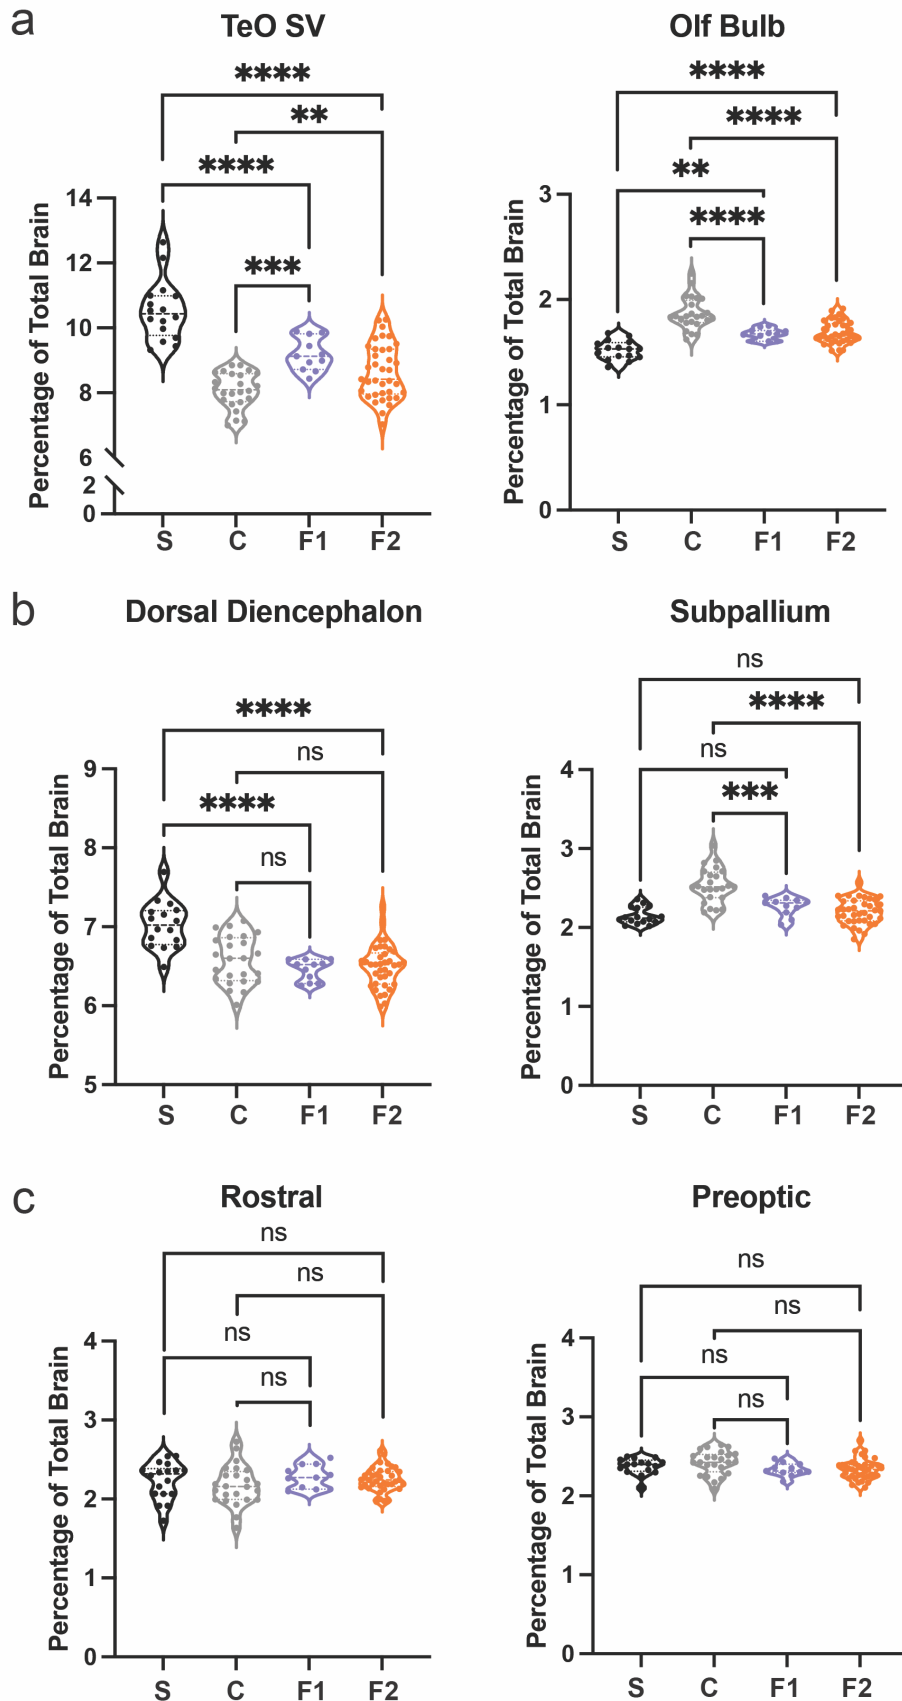 a
TeO SV
Olf Bulb
****
**
****
***
Percentage of Total Brain
14
12
10
8
6
2
0
S C F1 F2
****
****
**
****
Percentage of Total Brain
3
2
1
0
S C F1 F2
b
Dorsal Diencephalon
Subpallium
****
ns
****
ns
Percentage of Total Brain
9
8
7
6
5
S C F1 F2
ns
****
ns
***
Percentage of Total Brain
4
3
2
1
0
S C F1 F2
c
Rostral
Preoptic
ns
ns
ns
ns
Percentage of Total Brain
4
3
2
1
0
S C F1 F2
ns
ns
ns
ns
Percentage of Total Brain
4
3
2
1
0
S C F1 F2